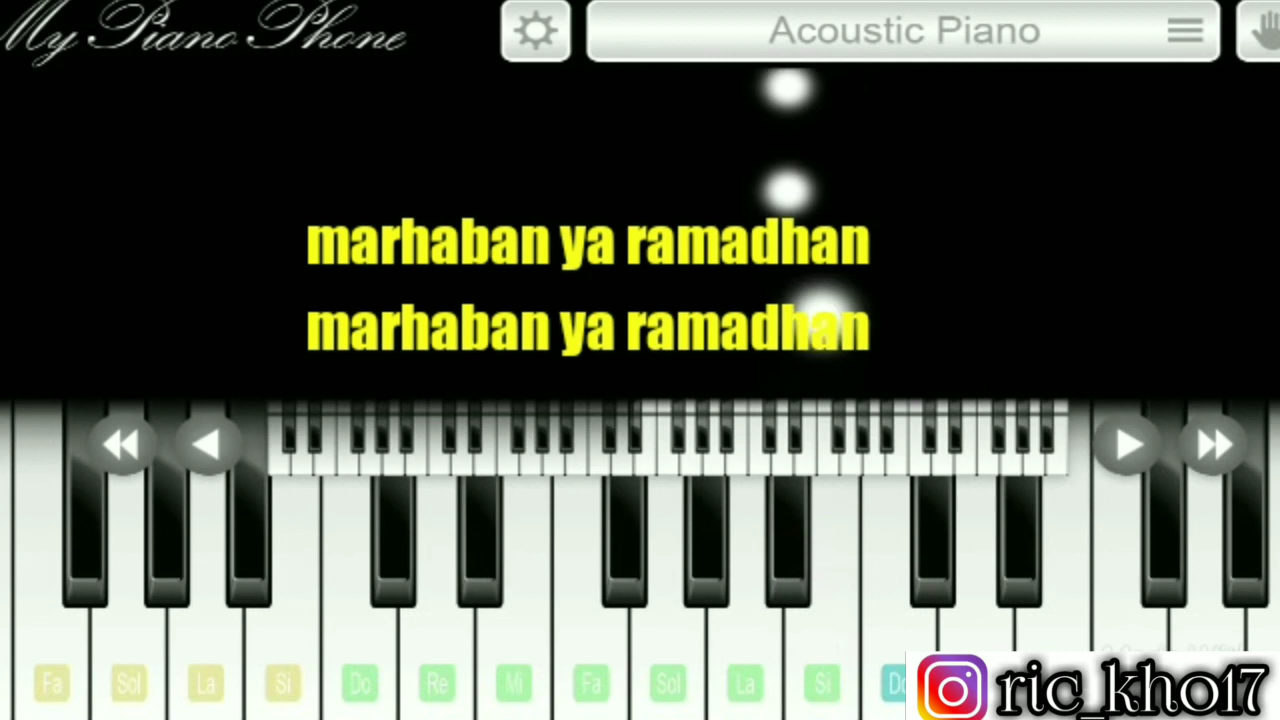 My Piano Phone
Acoustic Piano
marhaban ya ramadhan
marhaban ya ramadhan
Fa Sol La Si Do Re Mi Fa Sol La Si Do
ric_kho17